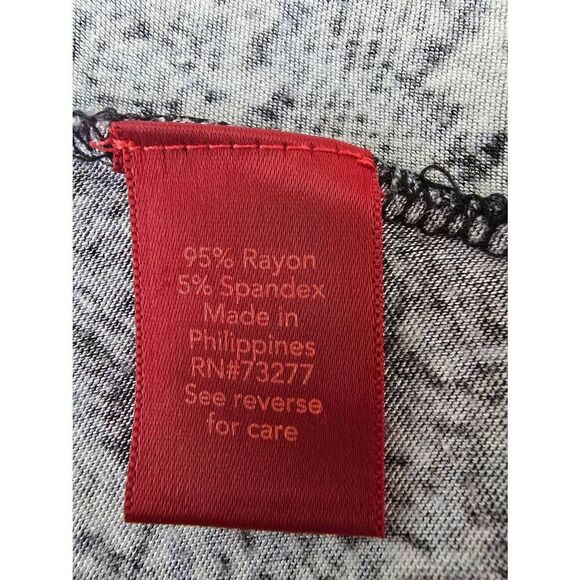 95% Rayon
5% Spandex
Made in
Philippines
RN#73277
See reverse
for care